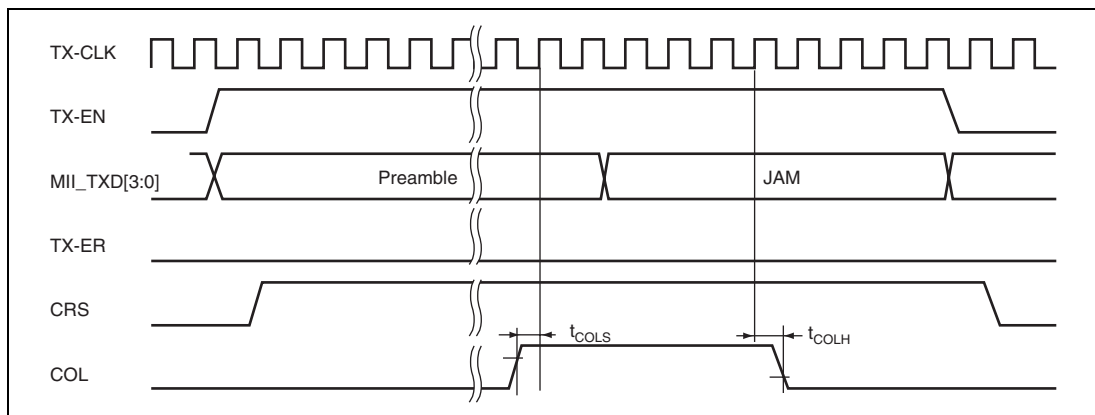 TX-CLK
TX-EN
MII_TXD[3:0]
Preamble
JAM
TX-ER
CRS
tCOLS
tCOLH
COL